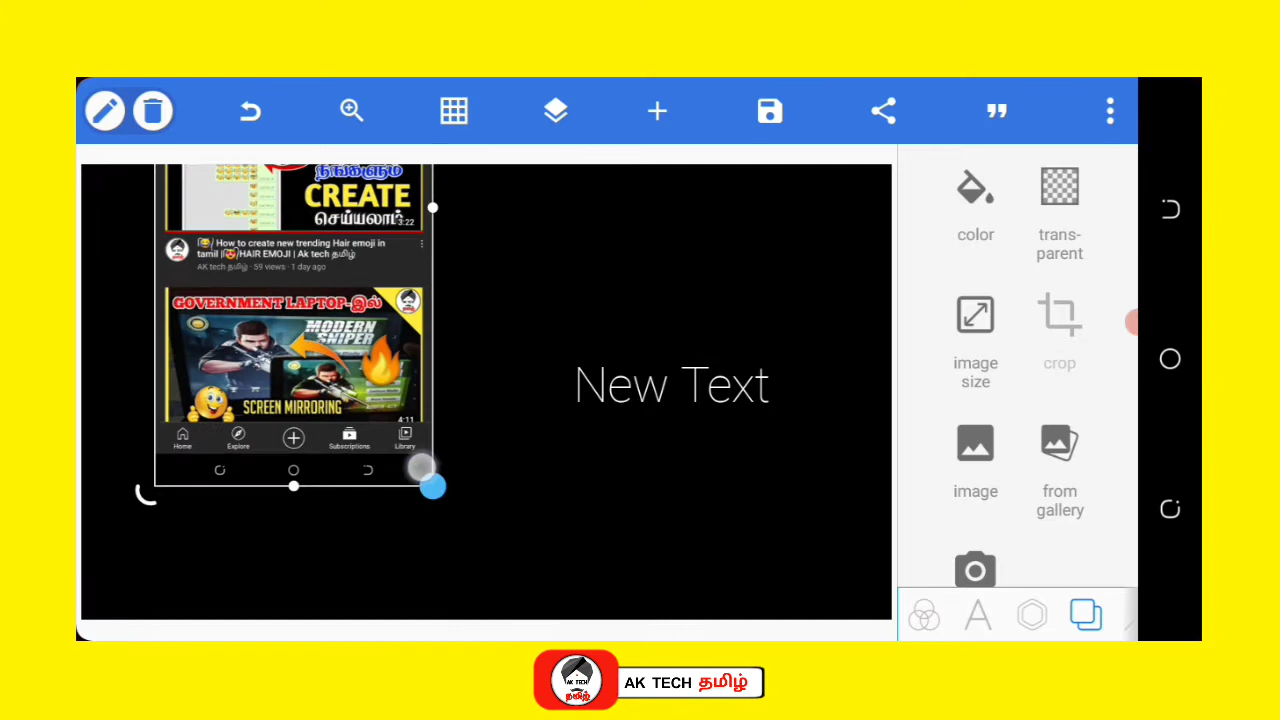 நீங்களும்
CREATE
செய்யலாம்
3:22
How to create new trending Hair emoji in
tamil |HAIR EMOJI | Ak tech தமிழ்
AK tech தமிழ் · 59 views · 1 day ago
GOVERNMENT LAPTOP-இல்
MODERN
SNIPER
SCREEN MIRRORING
4:11
Home
Explore
Subscriptions
Library
New Text
color
trans-
parent
image
size
crop
image
from
gallery
AK TECH தமிழ்